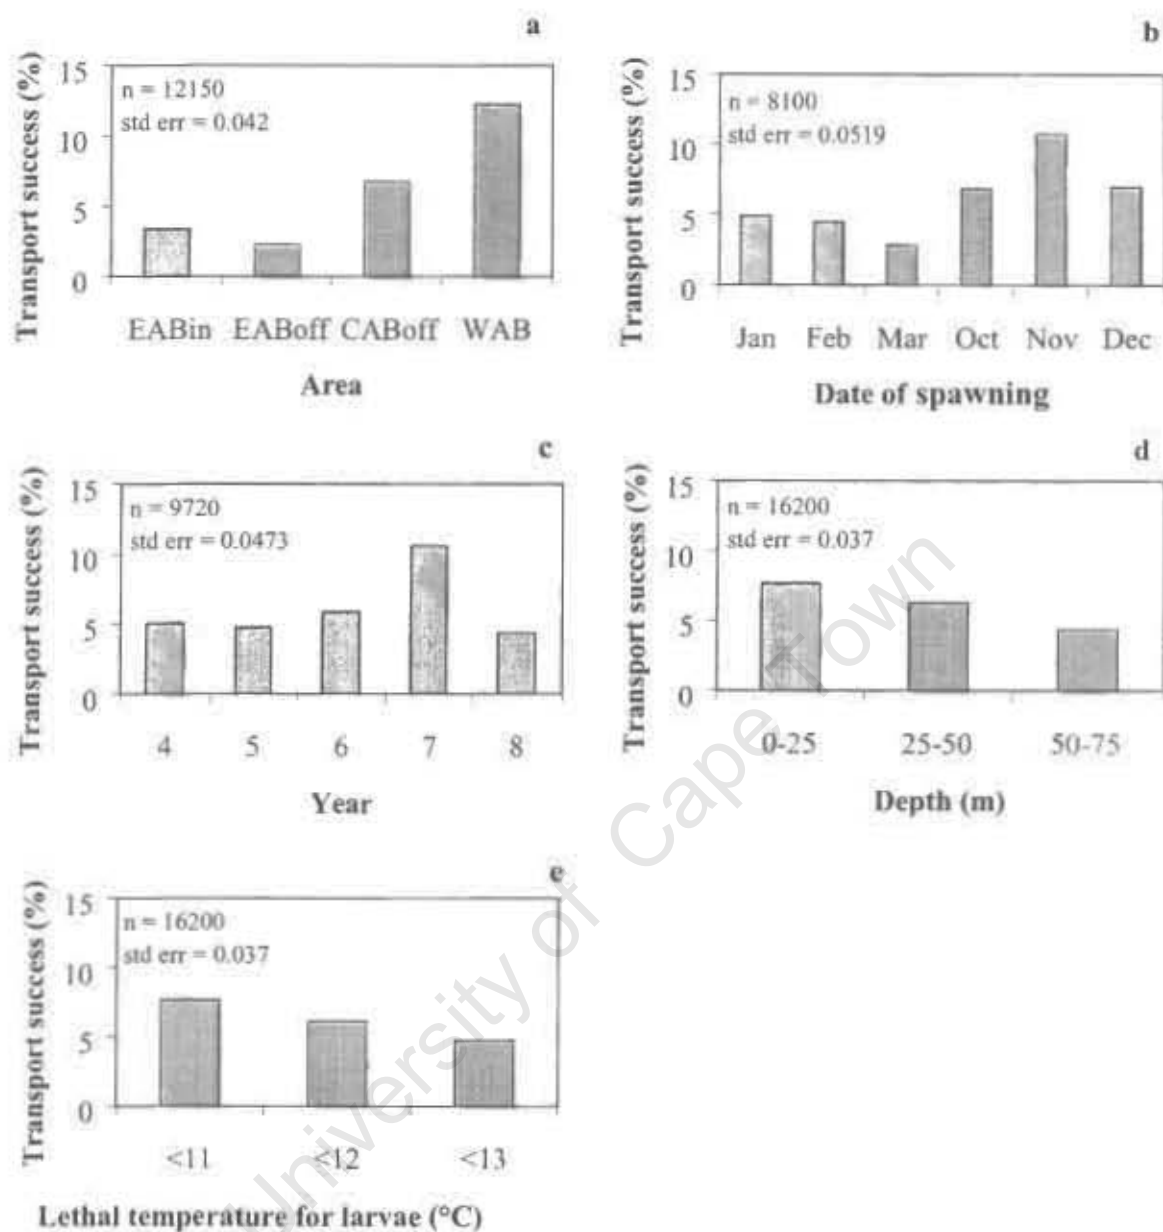 a
Transport success (%)
15
10
5
0
n = 12150
std err = 0.042
EABin EABoff CABoff WAB
Area
b
Transport success (%)
15
10
5
0
n = 8100
std err = 0.0519
Jan Feb Mar Oct Nov Dec
Date of spawning
c
Transport success (%)
15
10
5
0
n = 9720
std err = 0.0473
4 5 6 7 8
Year
d
Transport success (%)
15
10
5
0
n = 16200
std err = 0.037
0-25 25-50 50-75
Depth (m)
e
Transport success (%)
15
10
5
0
n = 16200
std err = 0.037
<11 <12 <13
Lethal temperature for larvae (°C)
University of Cape Town